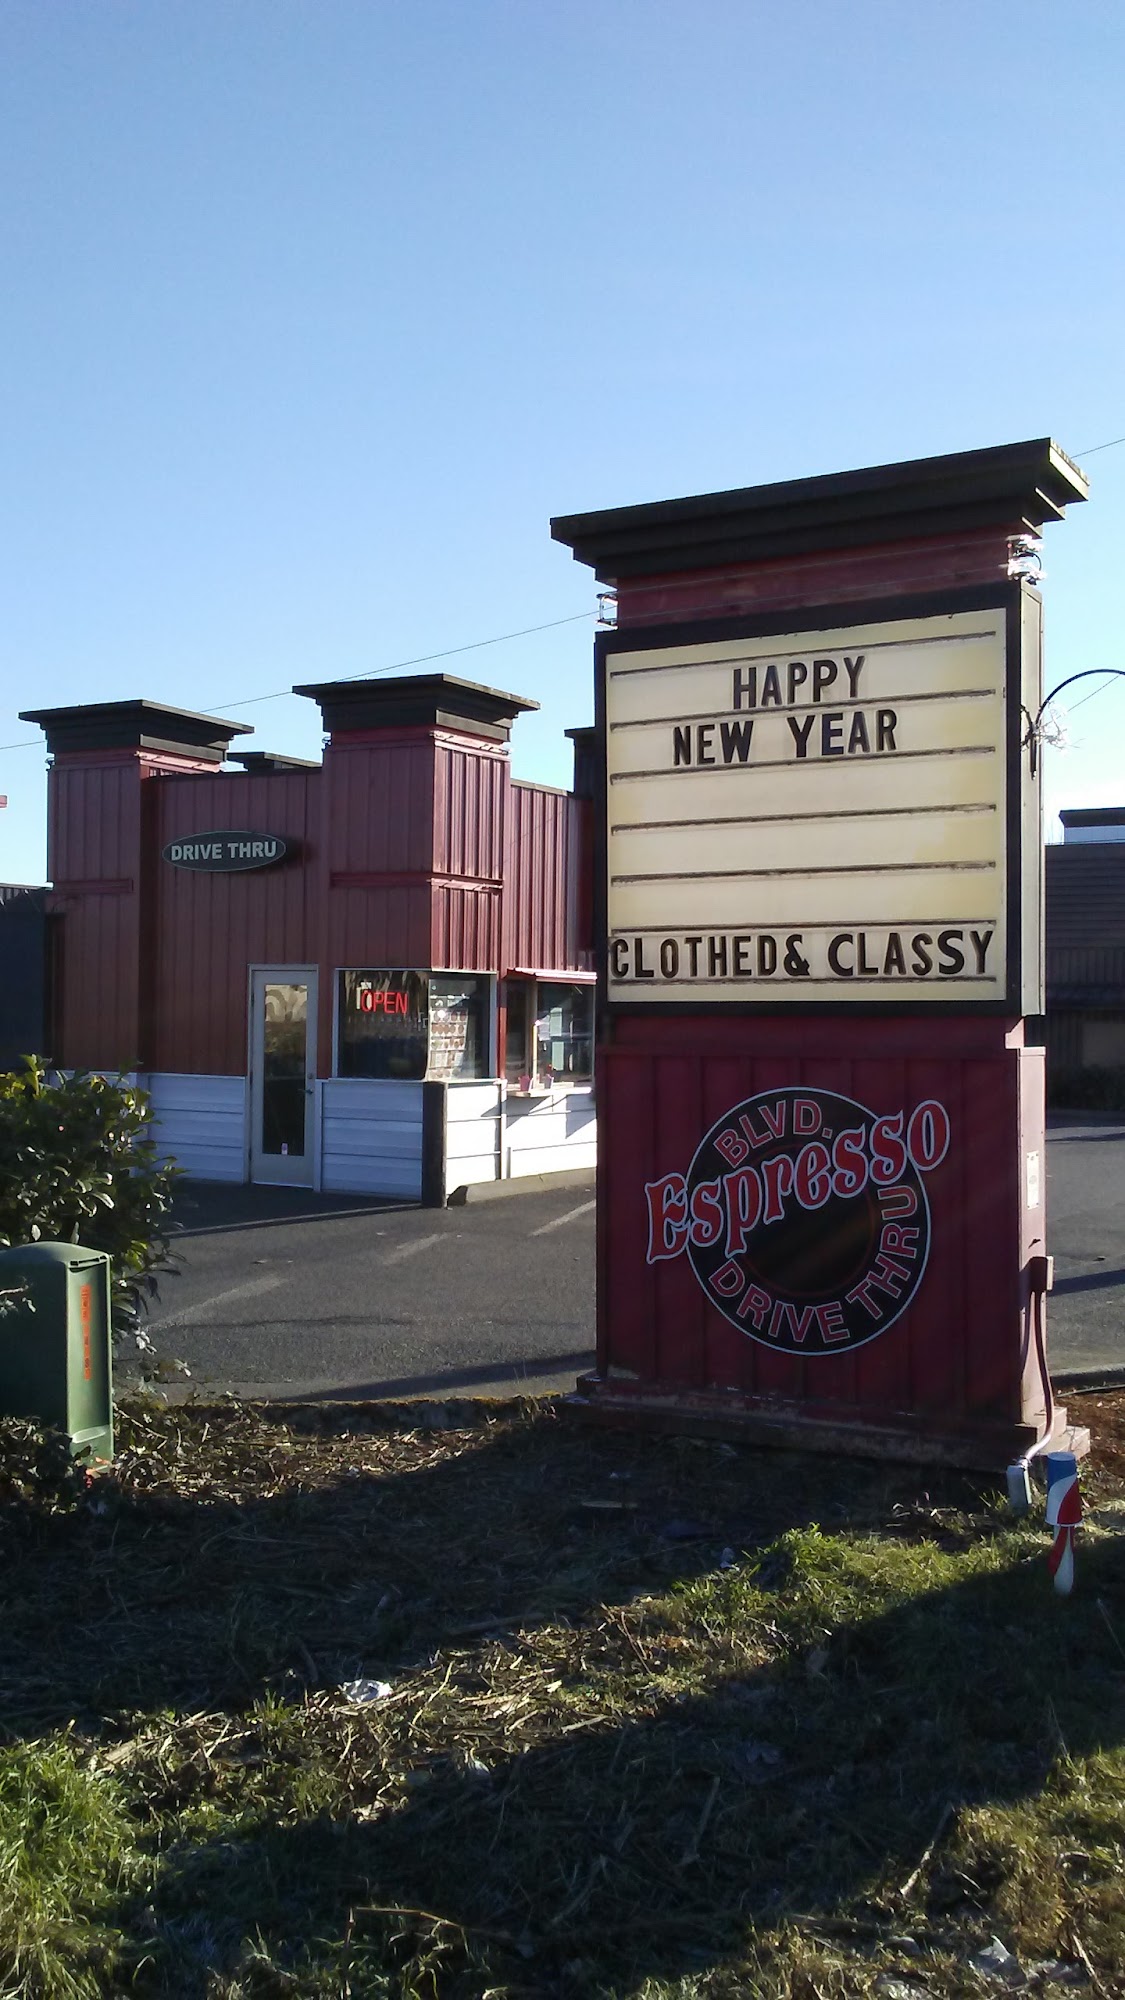 HAPPY
NEW YEAR
CLOTHED& CLASSY
DRIVE THRU
OPEN
BLVD.
Espresso
DRIVE THRU